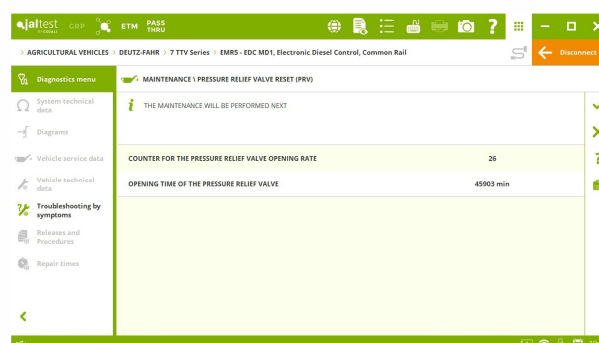 jaltest GRP ETM PASS THRU ?
BY COJALI
> AGRICULTURAL VEHICLES > DEUTZ-FAHR > 7 TTV Series > EMR5 - EDC MD1, Electronic Diesel Control, Common Rail
Disconnect
Diagnostics menu
MAINTENANCE \ PRESSURE RELIEF VALVE RESET (PRV)
System technical data
i THE MAINTENANCE WILL BE PERFORMED NEXT
Diagrams
Vehicle service data
COUNTER FOR THE PRESSURE RELIEF VALVE OPENING RATE 26
Vehicle technical data
OPENING TIME OF THE PRESSURE RELIEF VALVE 45903 min
Troubleshooting by symptoms
Releases and Procedures
Repair times